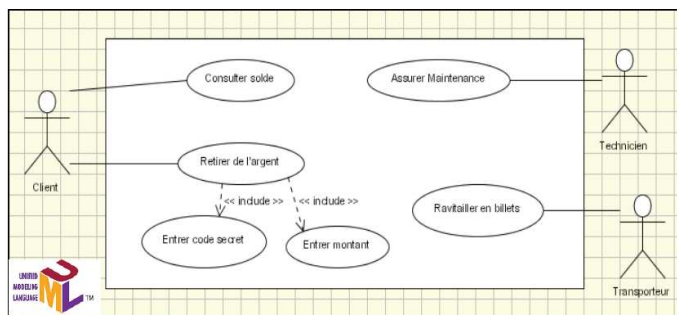 Consulter solde
Assurer Maintenance
Technicien
Client
Retirer de l'argent
<< include >>
<< include >>
Ravitailler en billets
Entrer code secret
Entrer montant
Transporteur
UNIFIED
MODELING
LANGUAGE
UML
TM